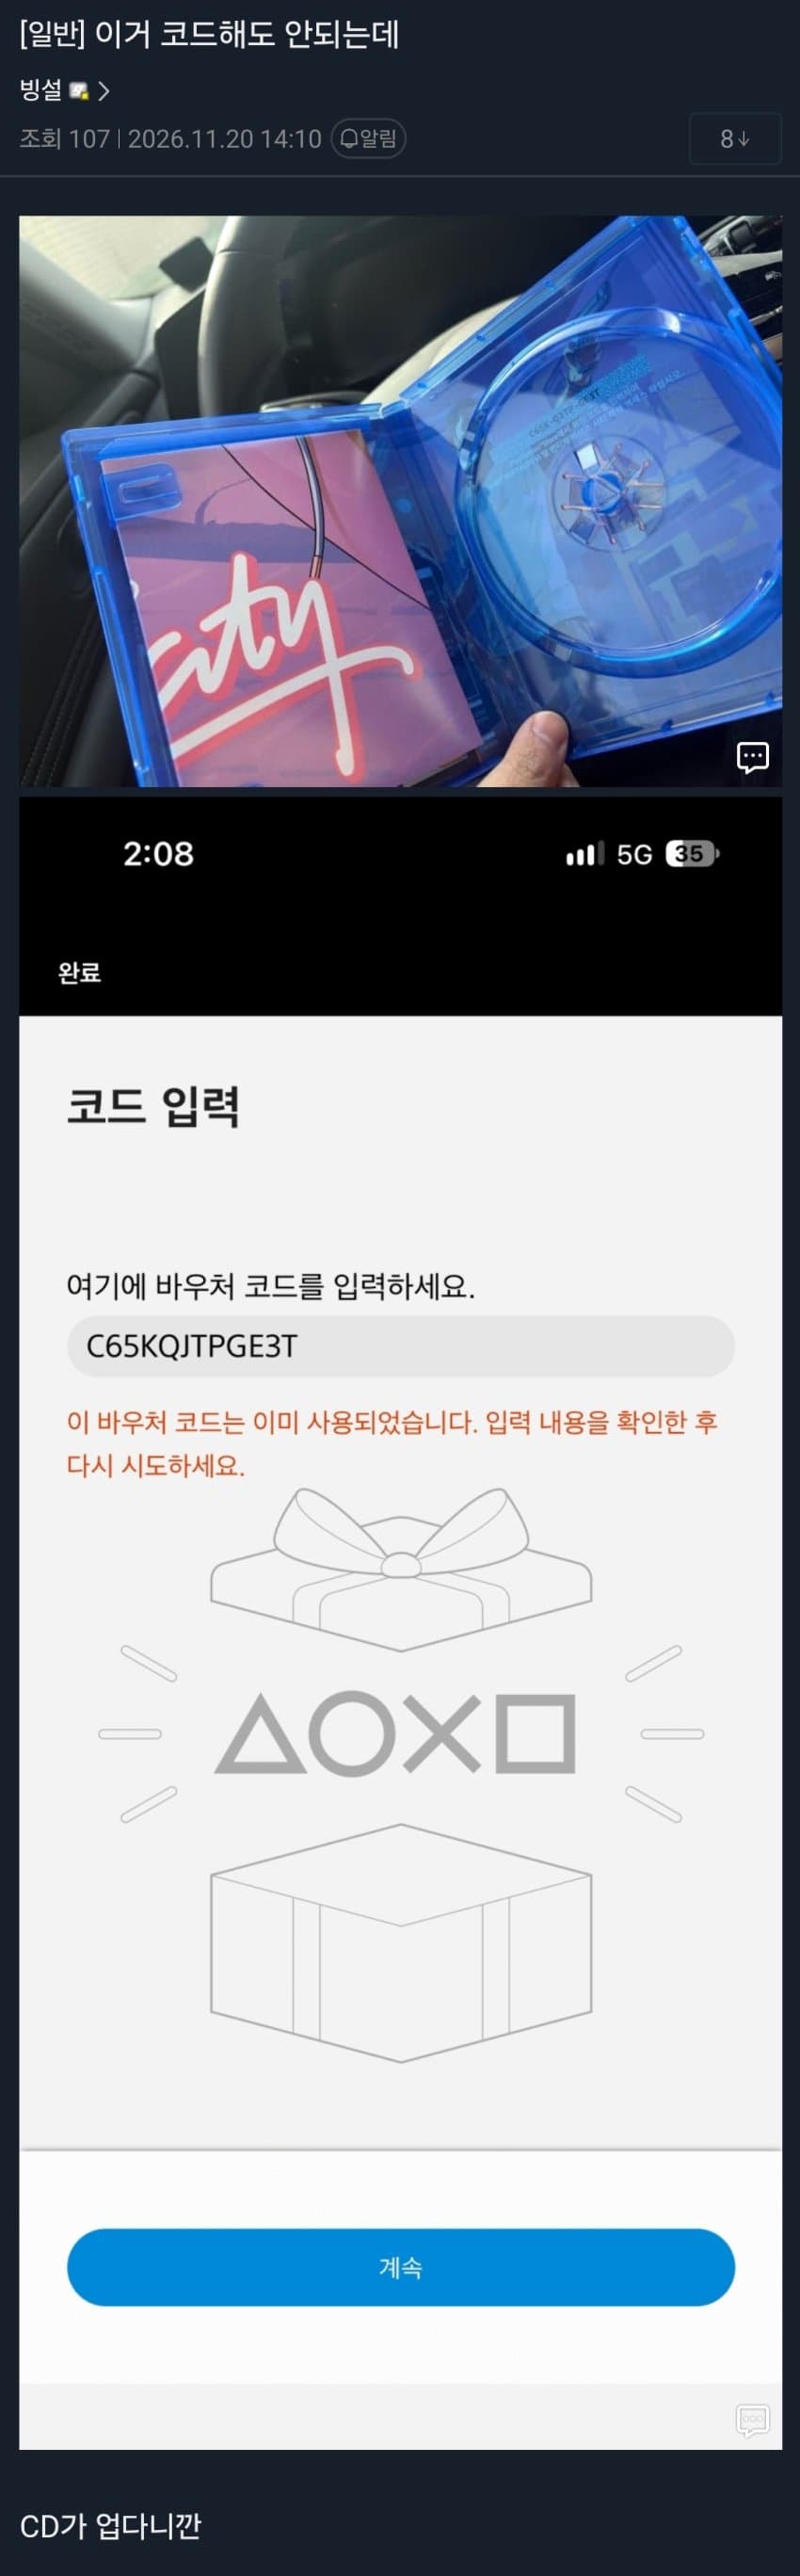 [일반] 이거 코드해도 안되는데
빙설
조회 107 | 2026.11.20 14:10 알림
8↓
city
2:08
5G 35
완료
코드 입력
여기에 바우처 코드를 입력하세요.
C65KQJTPGE3T
이 바우처 코드는 이미 사용되었습니다. 입력 내용을 확인한 후
다시 시도하세요.
계속
CD가 업다니깐